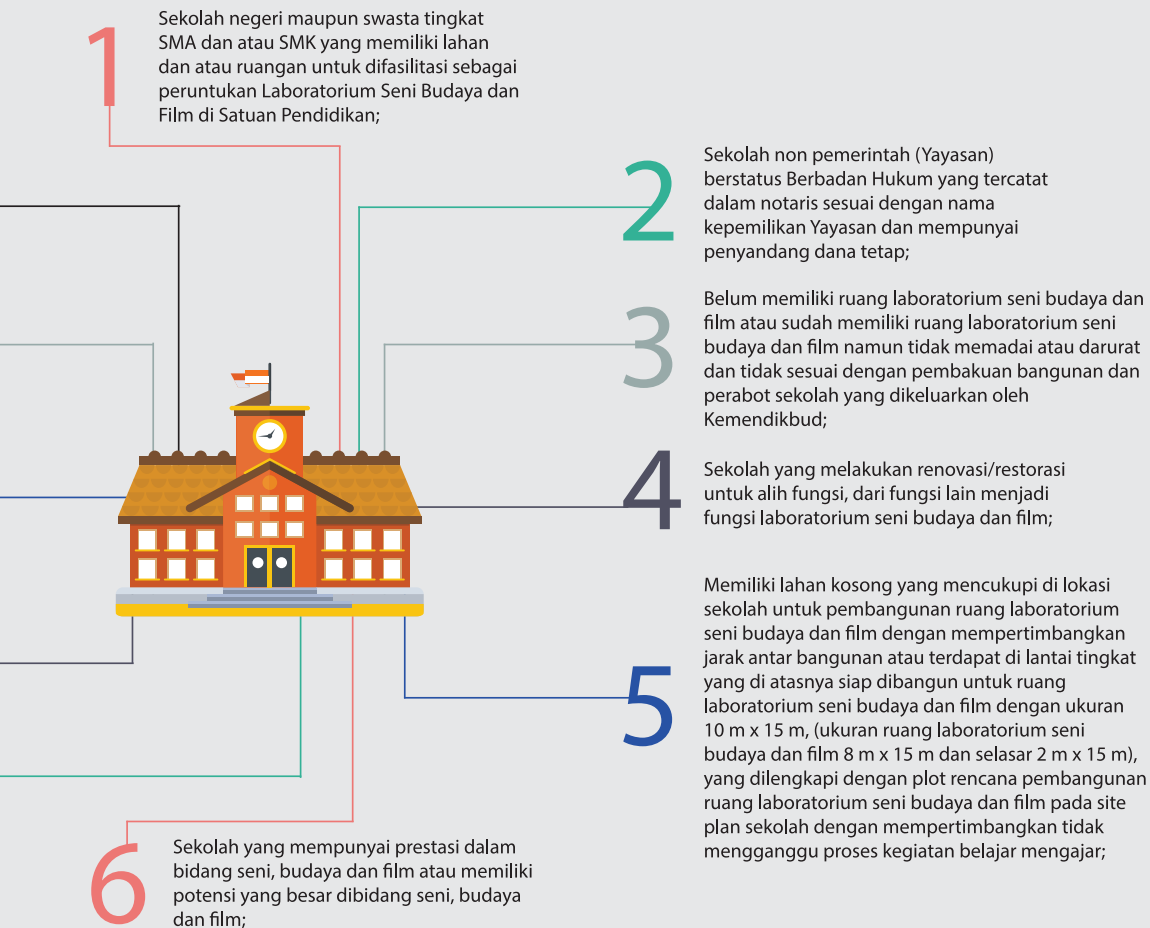 1
Sekolah negeri maupun swasta tingkat
SMA dan atau SMK yang memiliki lahan
dan atau ruangan untuk difasilitasi sebagai
peruntukan Laboratorium Seni Budaya dan
Film di Satuan Pendidikan;
2
Sekolah non pemerintah (Yayasan)
berstatus Berbadan Hukum yang tercatat
dalam notaris sesuai dengan nama
kepemilikan Yayasan dan mempunyai
penyandang dana tetap;
3
Belum memiliki ruang laboratorium seni budaya dan
film atau sudah memiliki ruang laboratorium seni
budaya dan film namun tidak memadai atau darurat
dan tidak sesuai dengan pembakuan bangunan dan
perabot sekolah yang dikeluarkan oleh
Kemendikbud;
4
Sekolah yang melakukan renovasi/restorasi
untuk alih fungsi, dari fungsi lain menjadi
fungsi laboratorium seni budaya dan film;
5
Memiliki lahan kosong yang mencukupi di lokasi
sekolah untuk pembangunan ruang laboratorium
seni budaya dan film dengan mempertimbangkan
jarak antar bangunan atau terdapat di lantai tingkat
yang di atasnya siap dibangun untuk ruang
laboratorium seni budaya dan film dengan ukuran
10 m x 15 m, (ukuran ruang laboratorium seni
budaya dan film 8 m x 15 m dan selasar 2 m x 15 m),
yang dilengkapi dengan plot rencana pembangunan
ruang laboratorium seni budaya dan film pada site
plan sekolah dengan mempertimbangkan tidak
mengganggu proses kegiatan belajar mengajar;
6
Sekolah yang mempunyai prestasi dalam
bidang seni, budaya dan film atau memiliki
potensi yang besar dibidang seni, budaya
dan film;